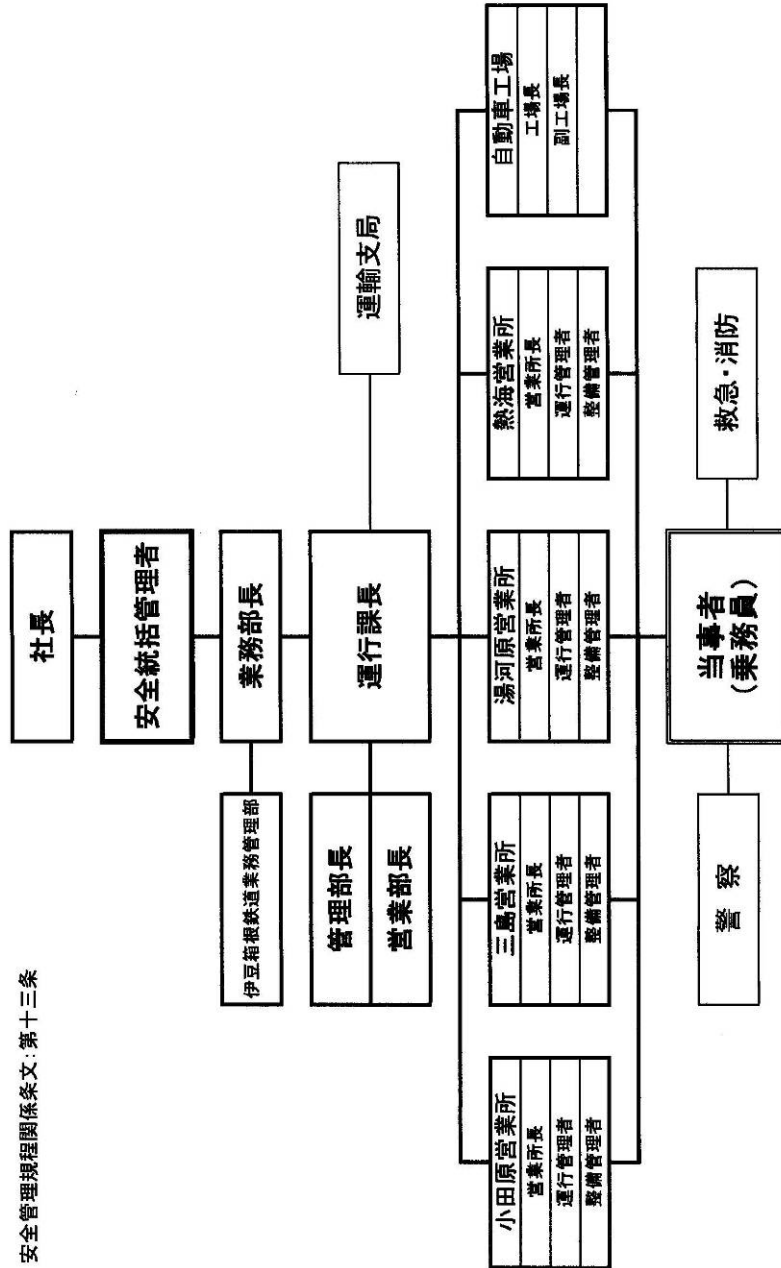 安全管理規程関係条文:第十三条
社長
安全統括管理者
業務部長
伊豆箱根鉄道業務管理部
運行課長
管理部長
営業部長
運輸支局
小田原営業所
営業所長
運行管理者
整備管理者
三島営業所
営業所長
運行管理者
整備管理者
湯河原営業所
営業所長
運行管理者
整備管理者
熱海営業所
営業所長
運行管理者
整備管理者
自動車工場
工場長
副工場長
当事者
(乗務員)
警察
救急・消防